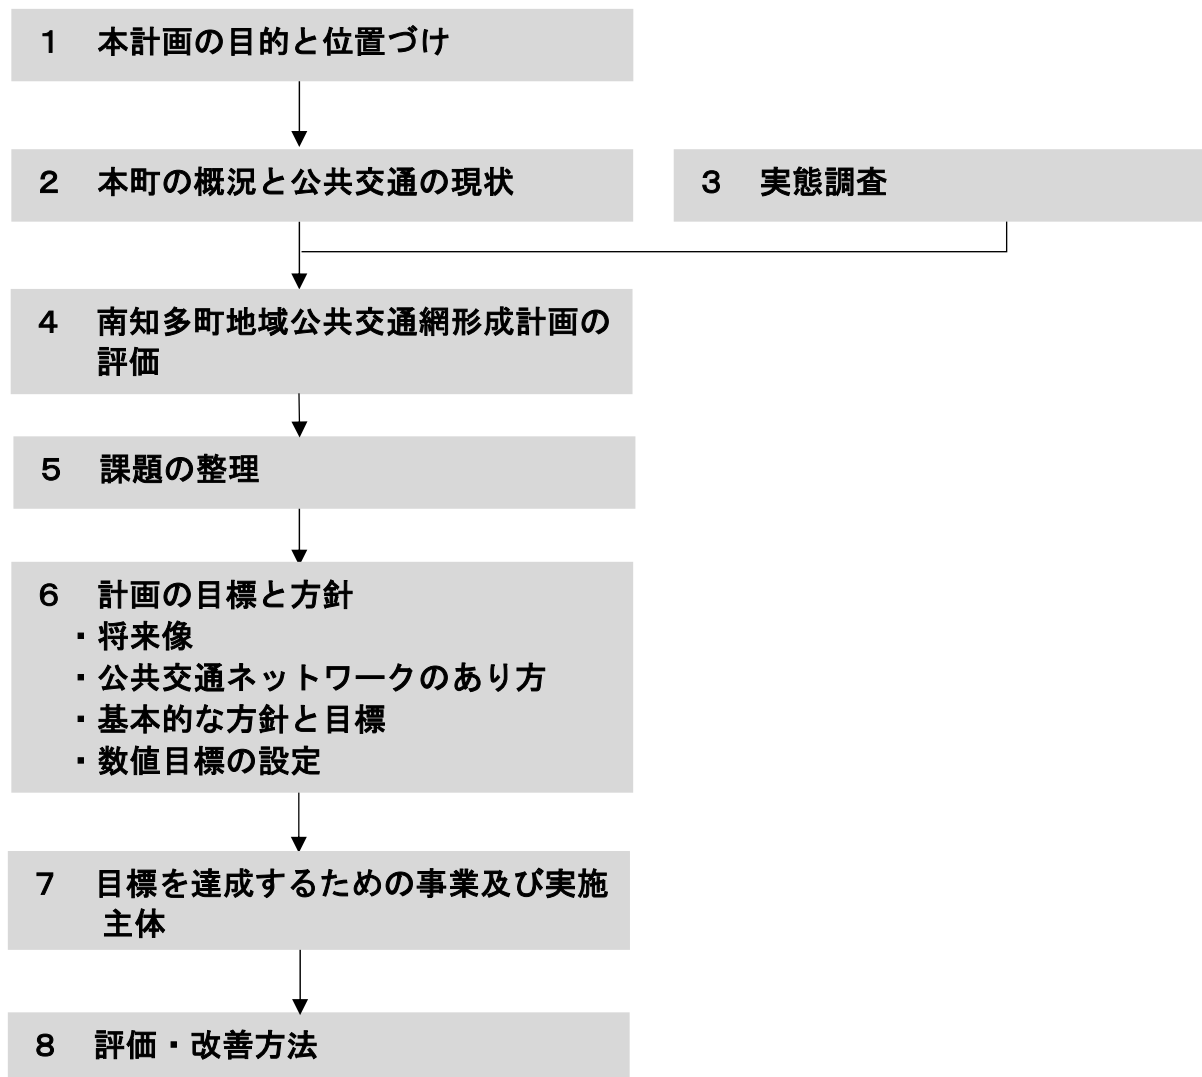 １　本計画の目的と位置づけ
２　本町の概況と公共交通の現状
３　実態調査
４　南知多町地域公共交通網形成計画の
評価
５　課題の整理
６　計画の目標と方針
・将来像
・公共交通ネットワークのあり方
・基本的な方針と目標
・数値目標の設定
７　目標を達成するための事業及び実施
主体
８　評価・改善方法